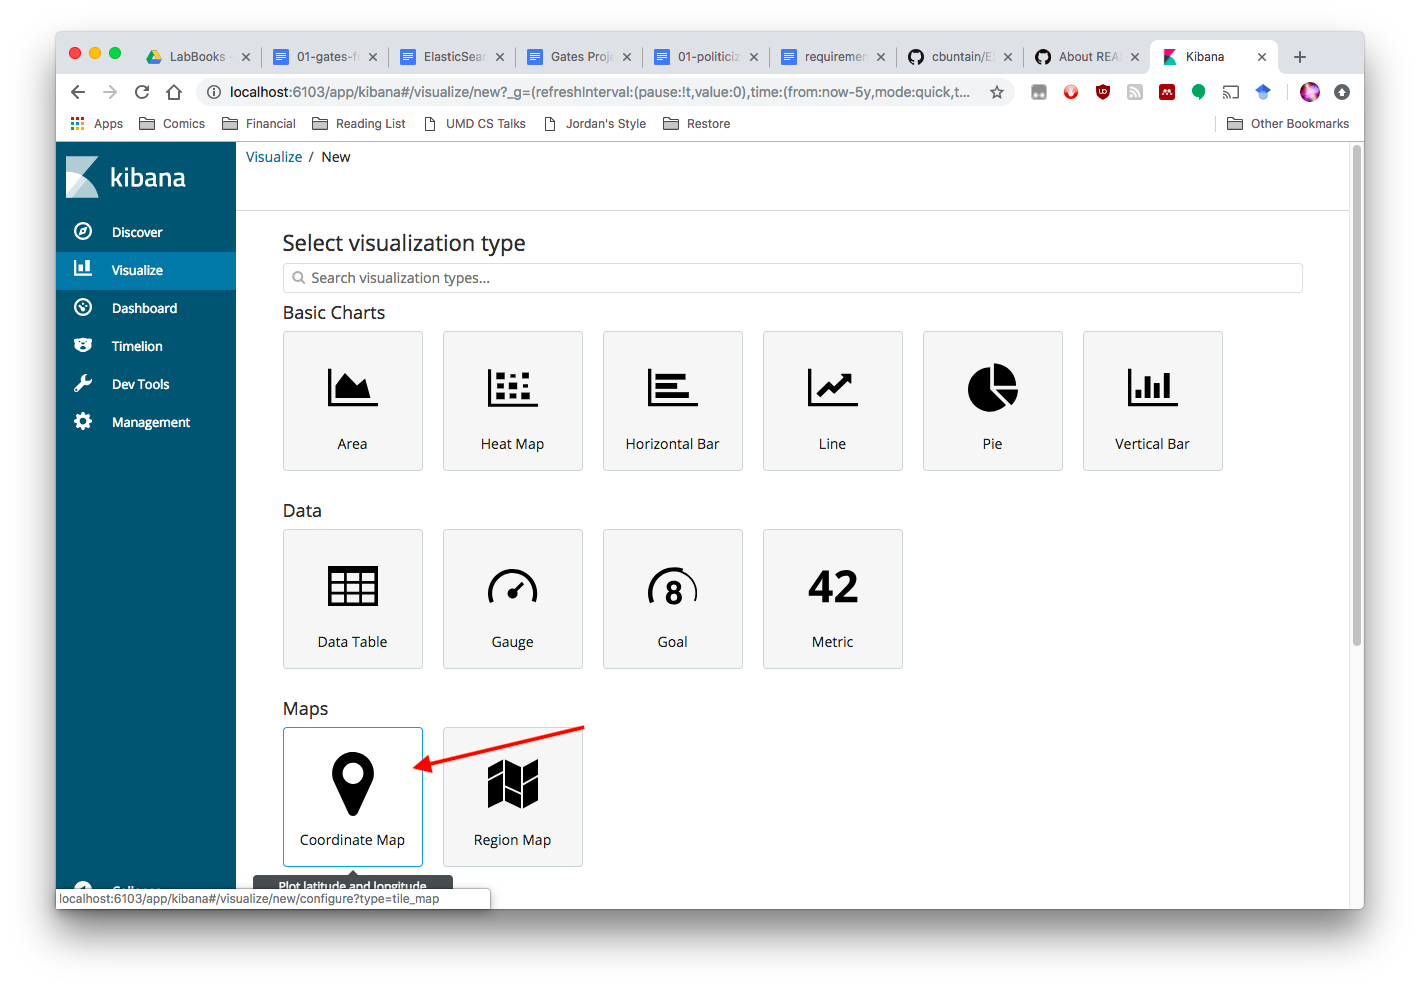 LabBooks
01-gates-fo
ElasticSear
Gates Proje
01-politiciz
requiremen
cbuntain/El
About REA
Kibana
localhost:6103/app/kibana#/visualize/new?_g=(refreshInterval:(pause:!t,value:0),time:(from:now-5y,mode:quick,t...
Apps
Comics
Financial
Reading List
UMD CS Talks
Jordan's Style
Restore
Other Bookmarks
kibana
Discover
Visualize
Dashboard
Timelion
Dev Tools
Management
Visualize / New
Select visualization type
Search visualization types...
Basic Charts
Area
Heat Map
Horizontal Bar
Line
Pie
Vertical Bar
Data
Data Table
Gauge
8
Goal
42
Metric
Maps
Coordinate Map
Region Map
Plot latitude and longitude
localhost:6103/app/kibana#/visualize/new/configure?type=tile_map